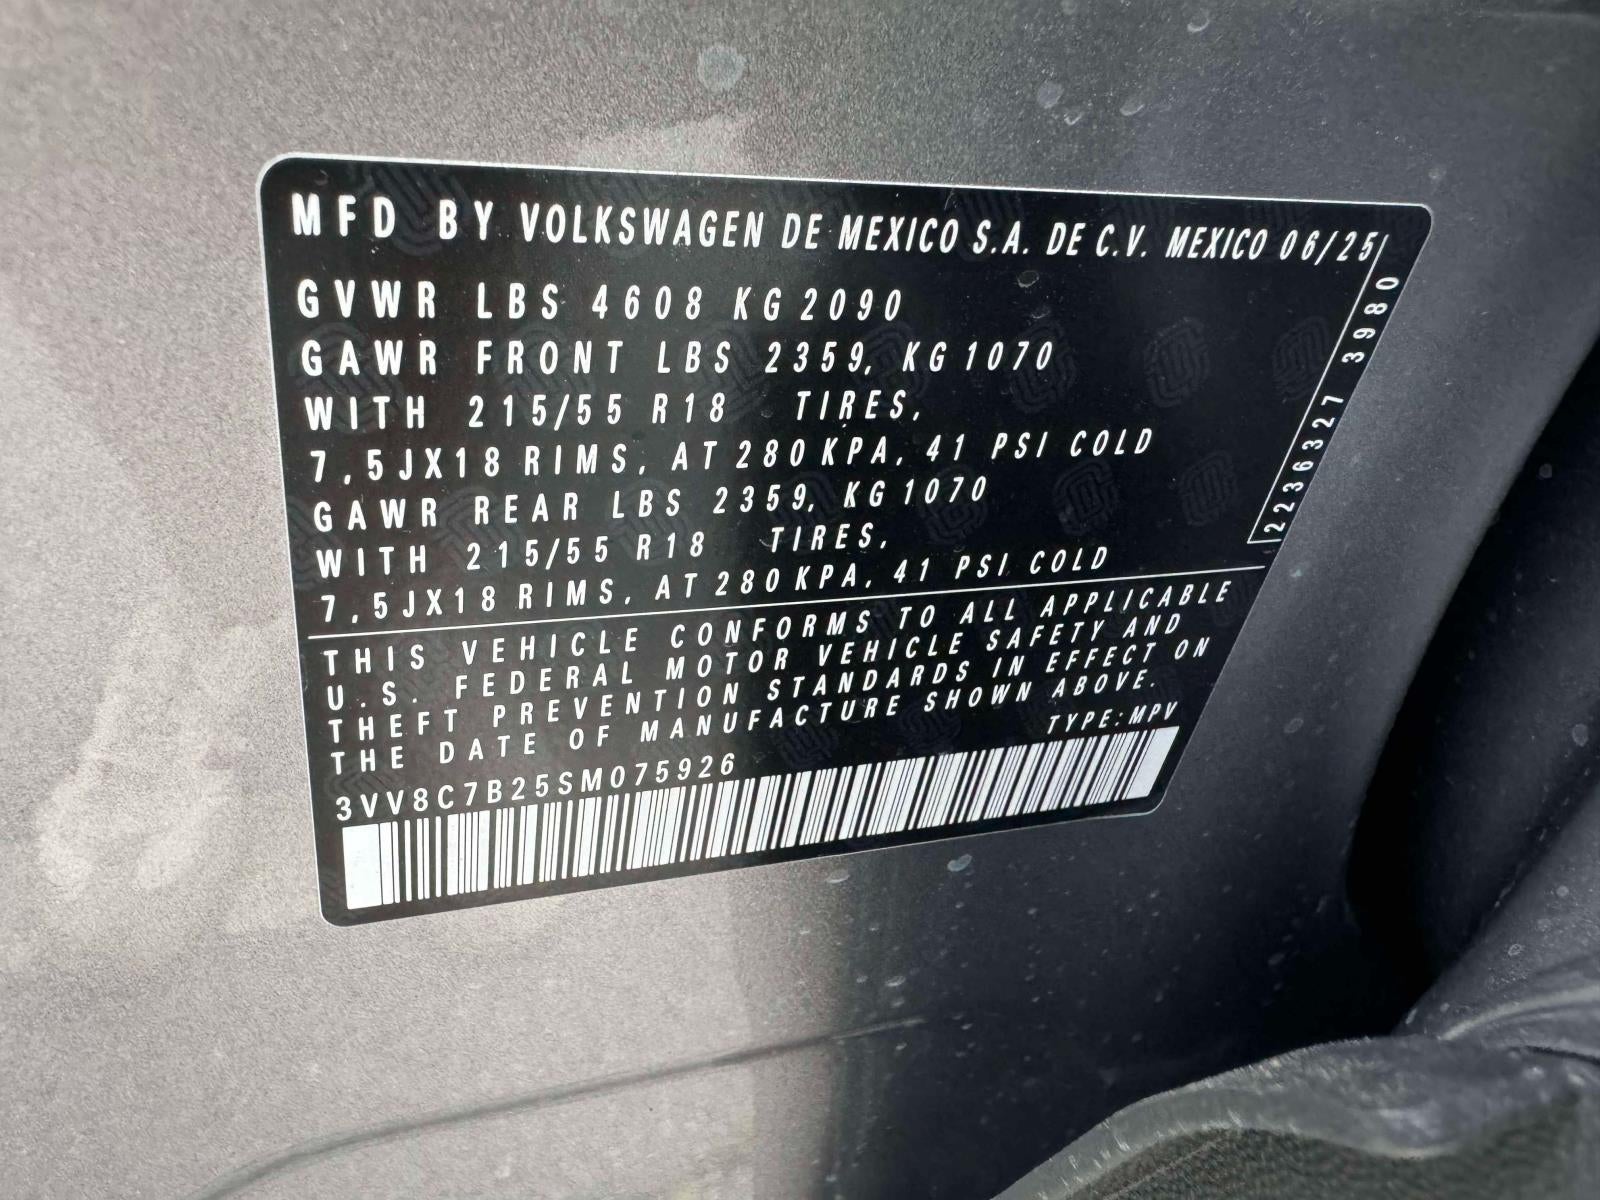 MFD BY VOLKSWAGEN DE MEXICO S.A. DE C.V. MEXICO 06/25
GVWR LBS 4608 KG 2090
GAWR FRONT LBS 2359, KG 1070
WITH 215/55 R18 TIRES,
7,5JX18 RIMS, AT 280 KPA, 41 PSI COLD
GAWR REAR LBS 2359, KG 1070
WITH 215/55 R18 TIRES,
7,5JX18 RIMS, AT 280 KPA, 41 PSI COLD
2236327 3980
THIS VEHICLE CONFORMS TO ALL APPLICABLE
U.S. FEDERAL MOTOR VEHICLE SAFETY AND
THEFT PREVENTION STANDARDS IN EFFECT ON
THE DATE OF MANUFACTURE SHOWN ABOVE.
TYPE: MPV
3VV8C7B25SM075926